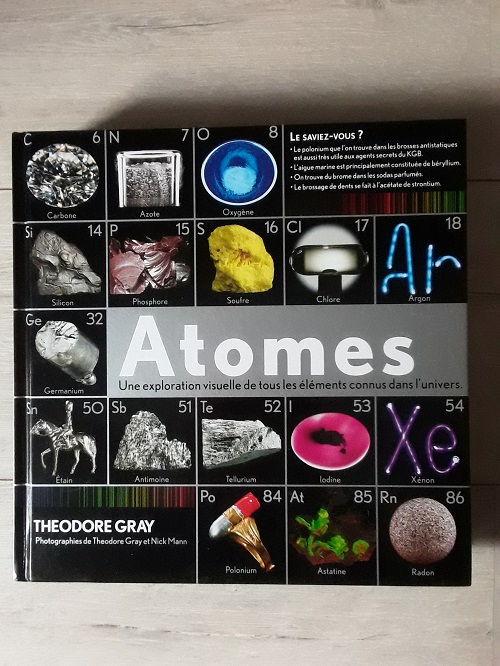 C 6 N 7 O 8
Carbone Azote Oxygène
LE SAVIEZ-VOUS ?
• Le polonium que l'on trouve dans les brosses antistatiques
est aussi très utile aux agents secrets du KGB.
• L'aigue marine est principalement constituée de béryllium.
• On trouve du brome dans les sodas parfumés.
• Le brossage de dents se fait à l'acétate de strontium.
Si 14 P 15 S 16 Cl 17 18
Ar
Silicon Phosphore Soufre Chlore Argon
Ge 32
Germanium
Atomes
Une exploration visuelle de tous les éléments connus dans l'univers.
Sn 50 Sb 51 Te 52 I 53 54
Xe
Étain Antimoine Tellurium Iodine Xénon
THEODORE GRAY
Photographies de Theodore Gray et Nick Mann
Po 84 At 85 Rn 86
Polonium Astatine Radon